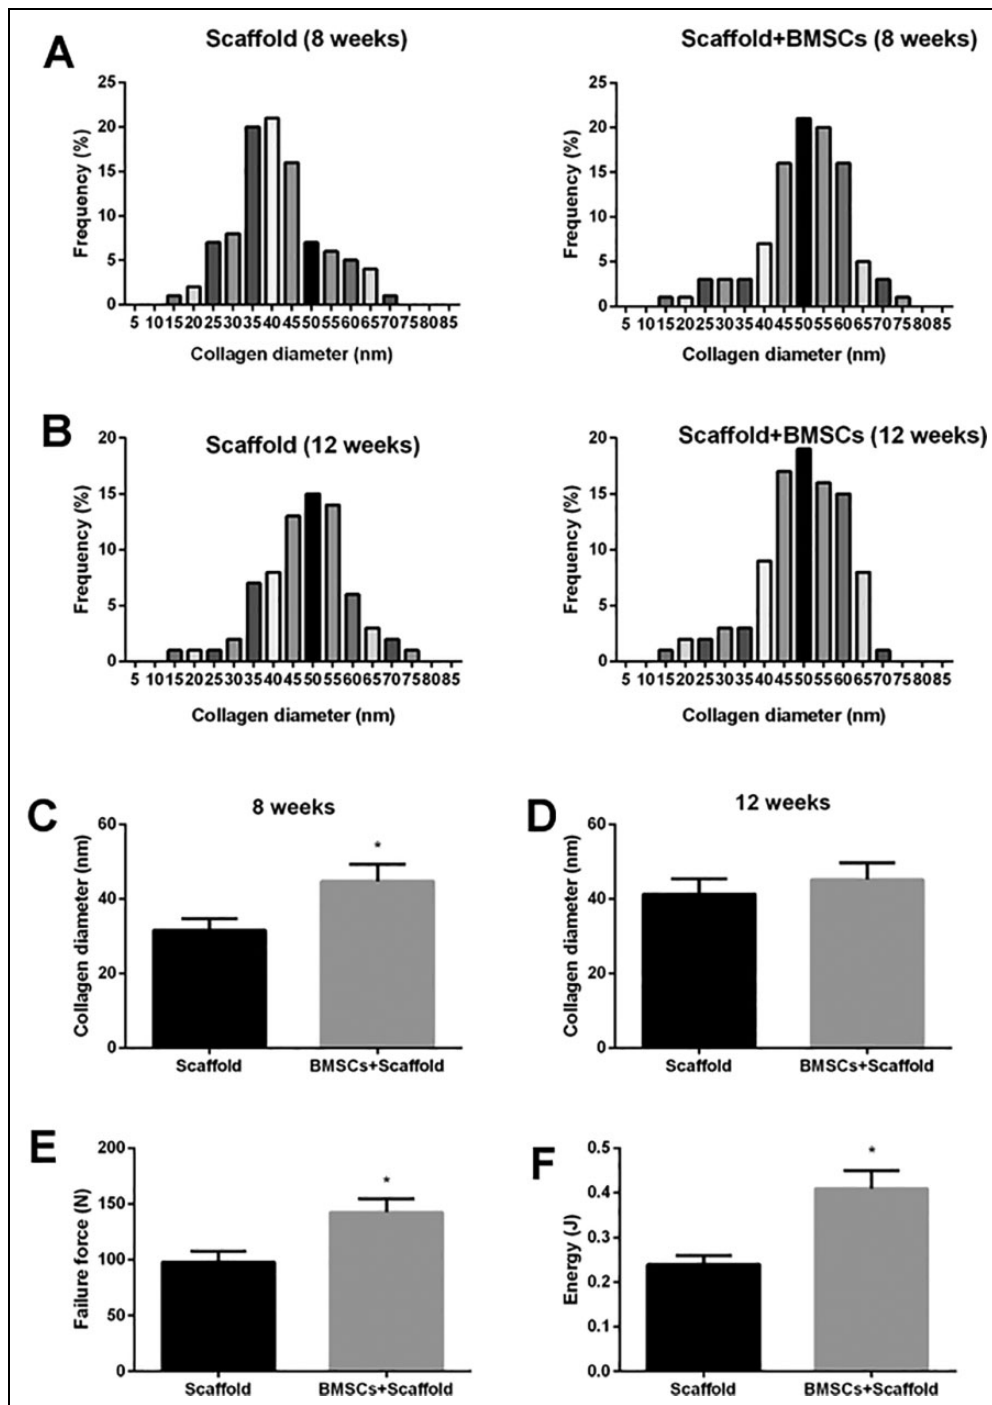 A
Scaffold (8 weeks)
Frequency (%)
25
20
15
10
5
0
5 10 15 20 25 30 35 40 45 50 55 60 65 70 75 80 85
Collagen diameter (nm)
Scaffold+BMSCs (8 weeks)
Frequency (%)
25
20
15
10
5
0
5 10 15 20 25 30 35 40 45 50 55 60 65 70 75 80 85
Collagen diameter (nm)
B
Scaffold (12 weeks)
Frequency (%)
20
15
10
5
0
5 10 15 20 25 30 35 40 45 50 55 60 65 70 75 80 85
Collagen diameter (nm)
Scaffold+BMSCs (12 weeks)
Frequency (%)
20
15
10
5
0
5 10 15 20 25 30 35 40 45 50 55 60 65 70 75 80 85
Collagen diameter (nm)
C
8 weeks
Collagen diameter (nm)
60
40
20
0
*
Scaffold BMSCs+Scaffold
D
12 weeks
Collagen diameter (nm)
60
40
20
0
Scaffold BMSCs+Scaffold
E
Failure force (N)
200
150
100
50
0
*
Scaffold BMSCs+Scaffold
F
Energy (J)
0.5
0.4
0.3
0.2
0.1
0.0
*
Scaffold BMSCs+Scaffold